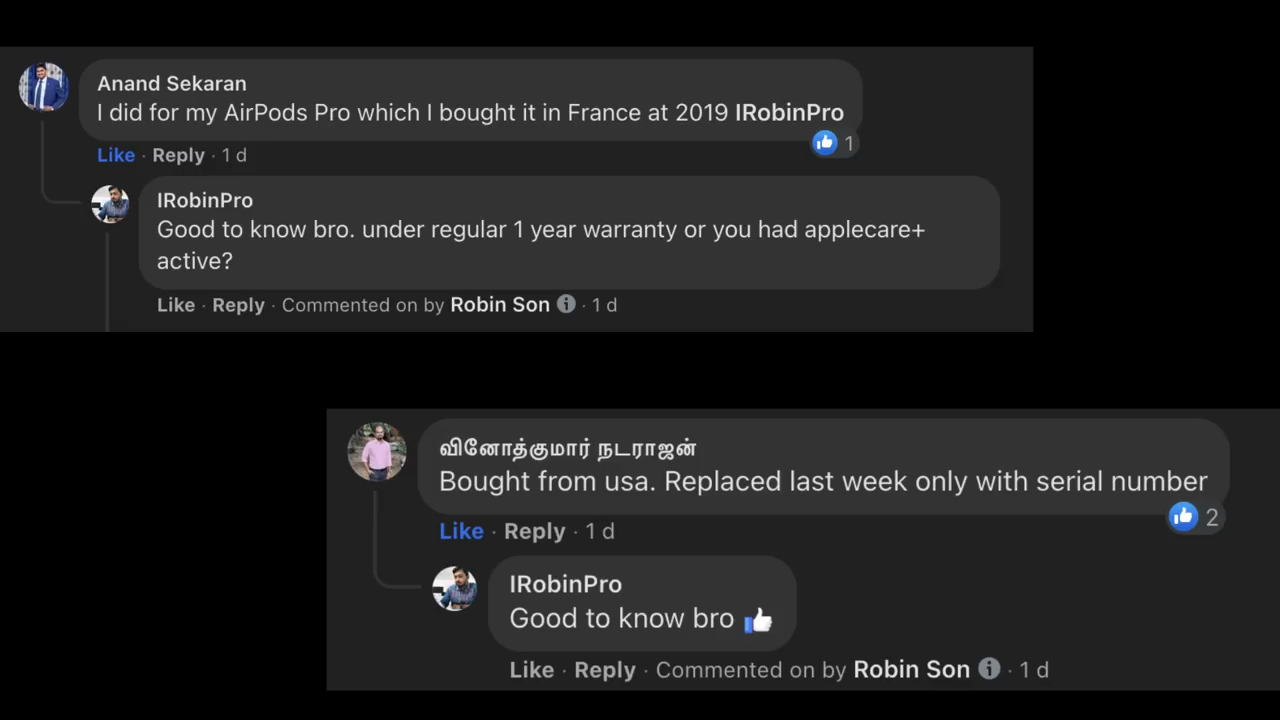 Anand Sekaran
I did for my AirPods Pro which I bought it in France at 2019 IRobinPro
1
Like · Reply · 1 d
IRobinPro
Good to know bro. under regular 1 year warranty or you had applecare+
active?
Like · Reply · Commented on by Robin Son · 1 d
வினோத்குமார் நடராஜன்
Bought from usa. Replaced last week only with serial number
2
Like · Reply · 1 d
IRobinPro
Good to know bro 👍
Like · Reply · Commented on by Robin Son · 1 d